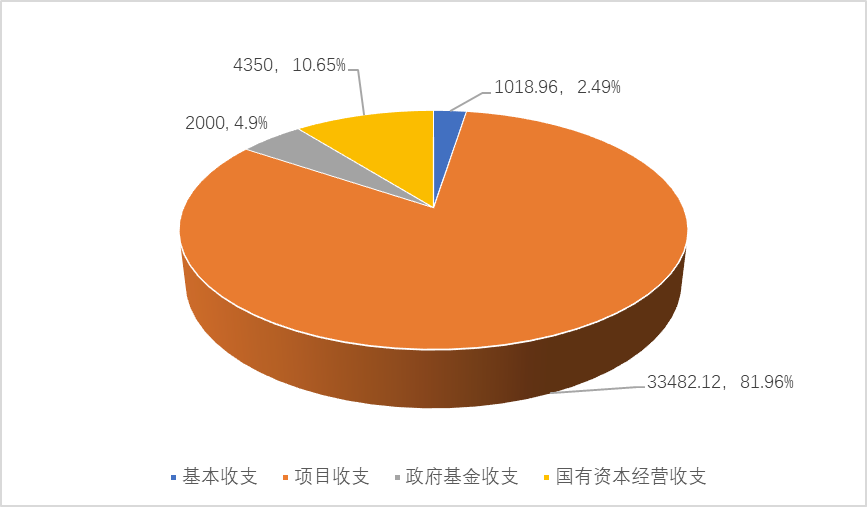 4350，10.65%
1018.96，2.49%
2000, 4.9%
33482.12，81.96%
基本收支 项目收支 政府基金收支 国有资本经营收支